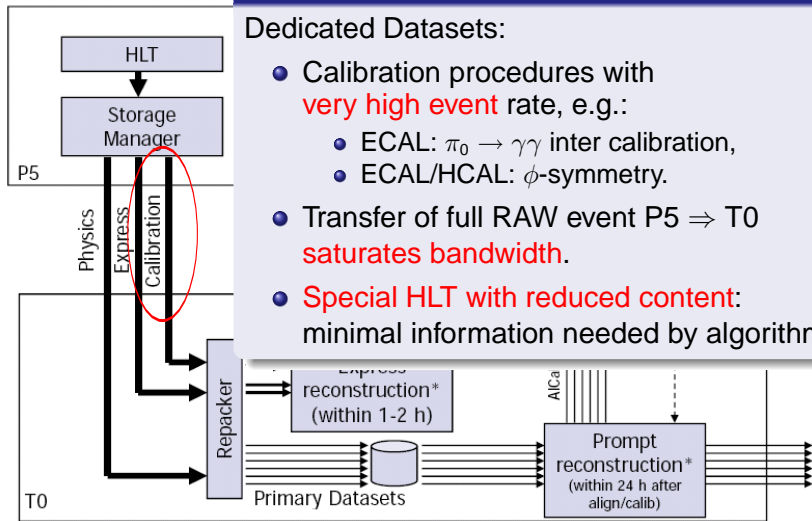 Dedicated Datasets:
Calibration procedures with
very high event rate, e.g.:
ECAL: π₀ → γγ inter calibration,
ECAL/HCAL: ϕ-symmetry.
Transfer of full RAW event P5 ⇒ T0
saturates bandwidth.
Special HLT with reduced content:
minimal information needed by algorithm
HLT
Storage
Manager
P5
Physics
Express
Calibration
Repacker
Express
reconstruction*
(within 1-2 h)
AlCa
Prompt
reconstruction*
(within 24 h after
align/calib)
Primary Datasets
T0